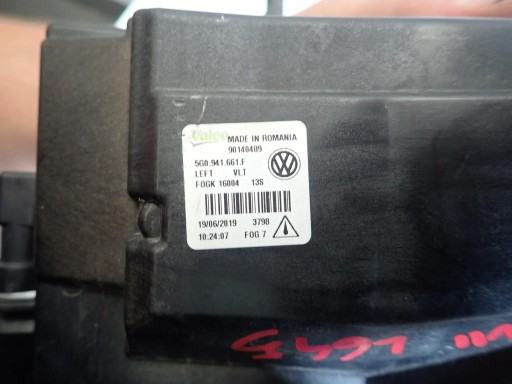 Valeo MADE IN ROMANIA
90140409
5G0.941.661.F
LEFT VLT
FOGK 16004 13S
19/06/2019 3798
10:24:07 FOG 7